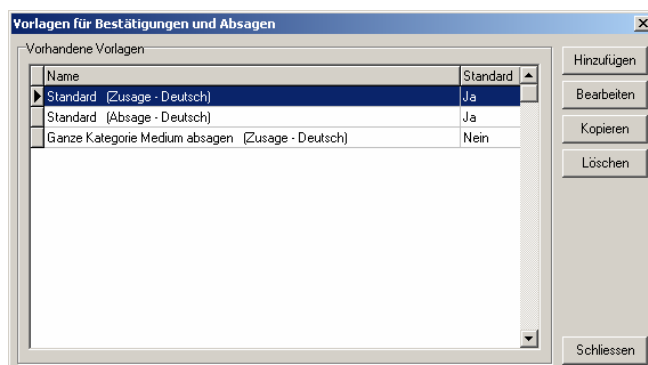 Vorlagen für Bestätigungen und Absagen
Vorhandene Vorlagen
Name Standard
Standard (Zusage - Deutsch) Ja
Standard (Absage - Deutsch) Ja
Ganze Kategorie Medium absagen (Zusage - Deutsch) Nein
Hinzufügen
Bearbeiten
Kopieren
Löschen
Schliessen